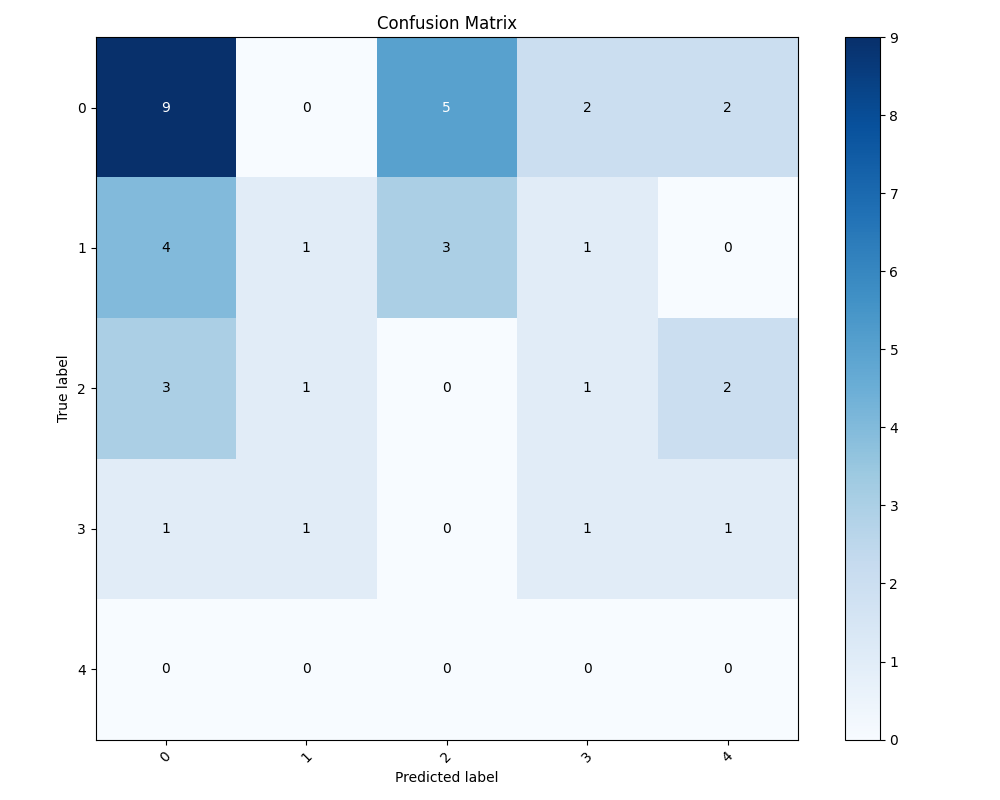 Confusion Matrix
True label
0 9 0 5 2 2
1 4 1 3 1 0
2 3 1 0 1 2
3 1 1 0 1 1
4 0 0 0 0 0
0 1 2 3 4
Predicted label
9
8
7
6
5
4
3
2
1
0